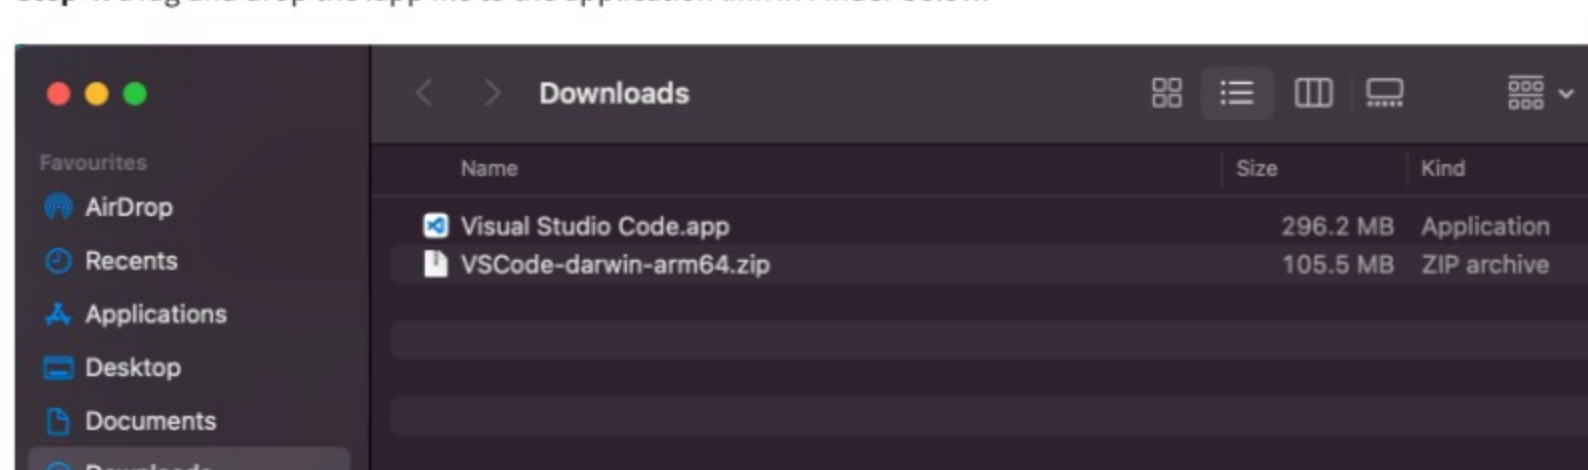 Downloads
Favourites
Name Size Kind
AirDrop
Visual Studio Code.app 296.2 MB Application
Recents
VSCode-darwin-arm64.zip 105.5 MB ZIP archive
Applications
Desktop
Documents